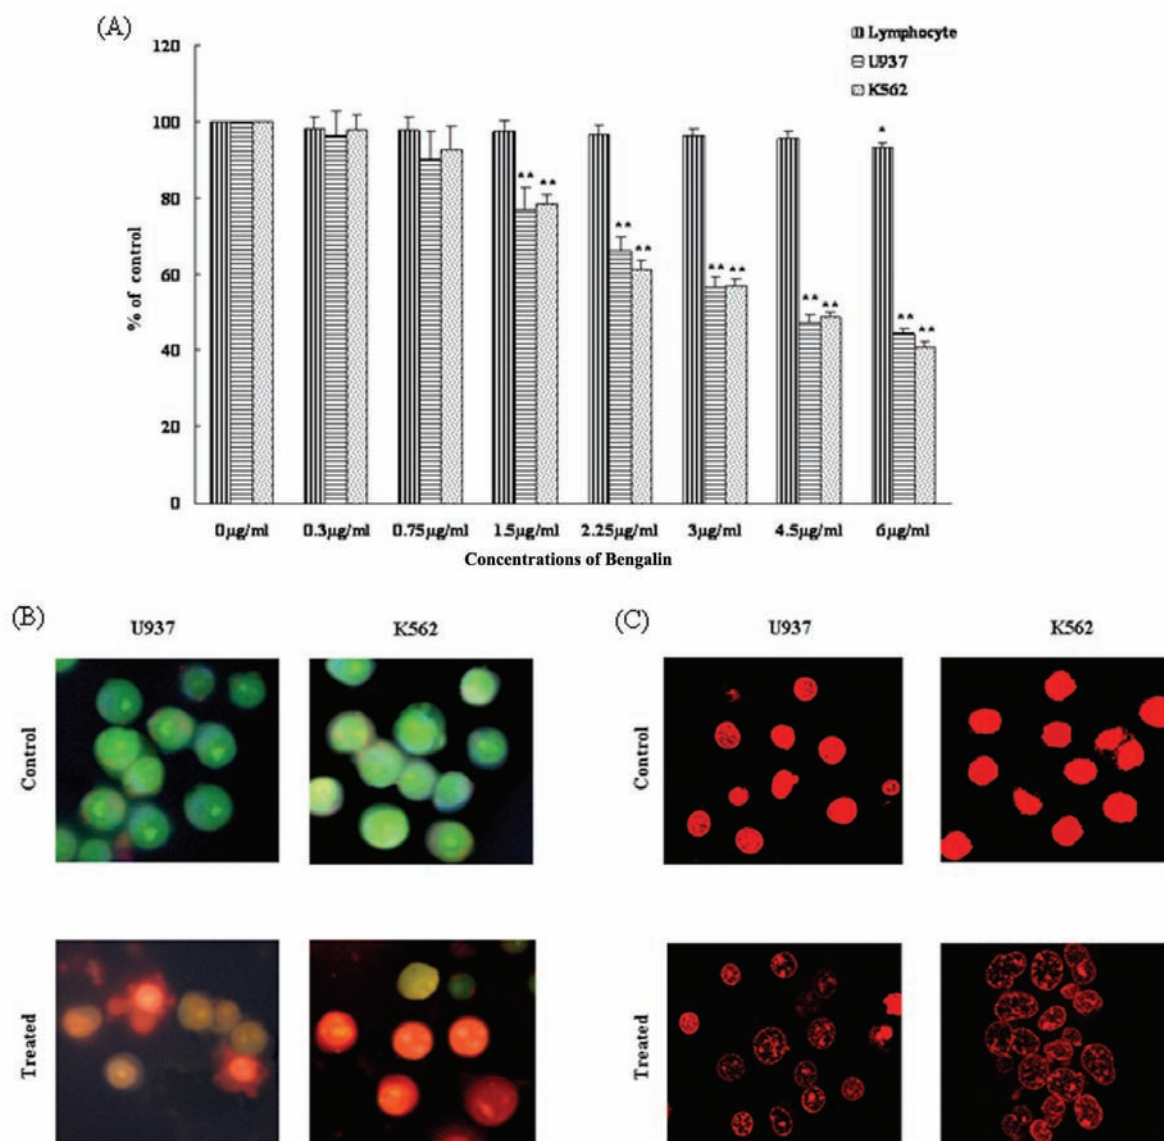 (A)
120
100
80
60
40
20
0
% of control
Lymphocyte
U937
K562
*
** **
** **
** **
** **
** **
0µg/ml 0.3µg/ml 0.75µg/ml 1.5µg/ml 2.25µg/ml 3µg/ml 4.5µg/ml 6µg/ml
Concentrations of Bengalin
(B)
U937 K562
Control
Treated
(C)
U937 K562
Control
Treated